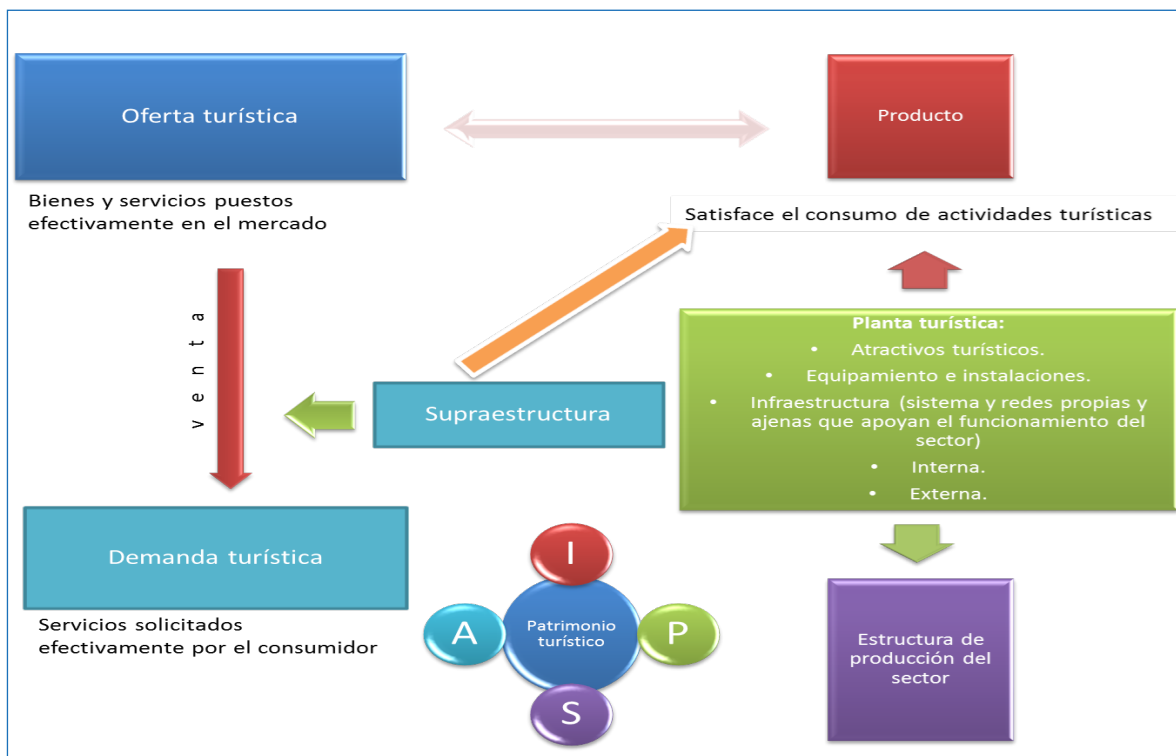 Oferta turística
Producto
Bienes y servicios puestos
efectivamente en el mercado
Satisface el consumo de actividades turísticas
venta
Planta turística:
• Atractivos turísticos.
• Equipamiento e instalaciones.
• Infraestructura (sistema y redes propias y
ajenas que apoyan el funcionamiento del
sector)
• Interna.
• Externa.
Supraestructura
Demanda turística
Servicios solicitados
efectivamente por el consumidor
I
A
Patrimonio
turístico
P
S
Estructura de
producción del
sector